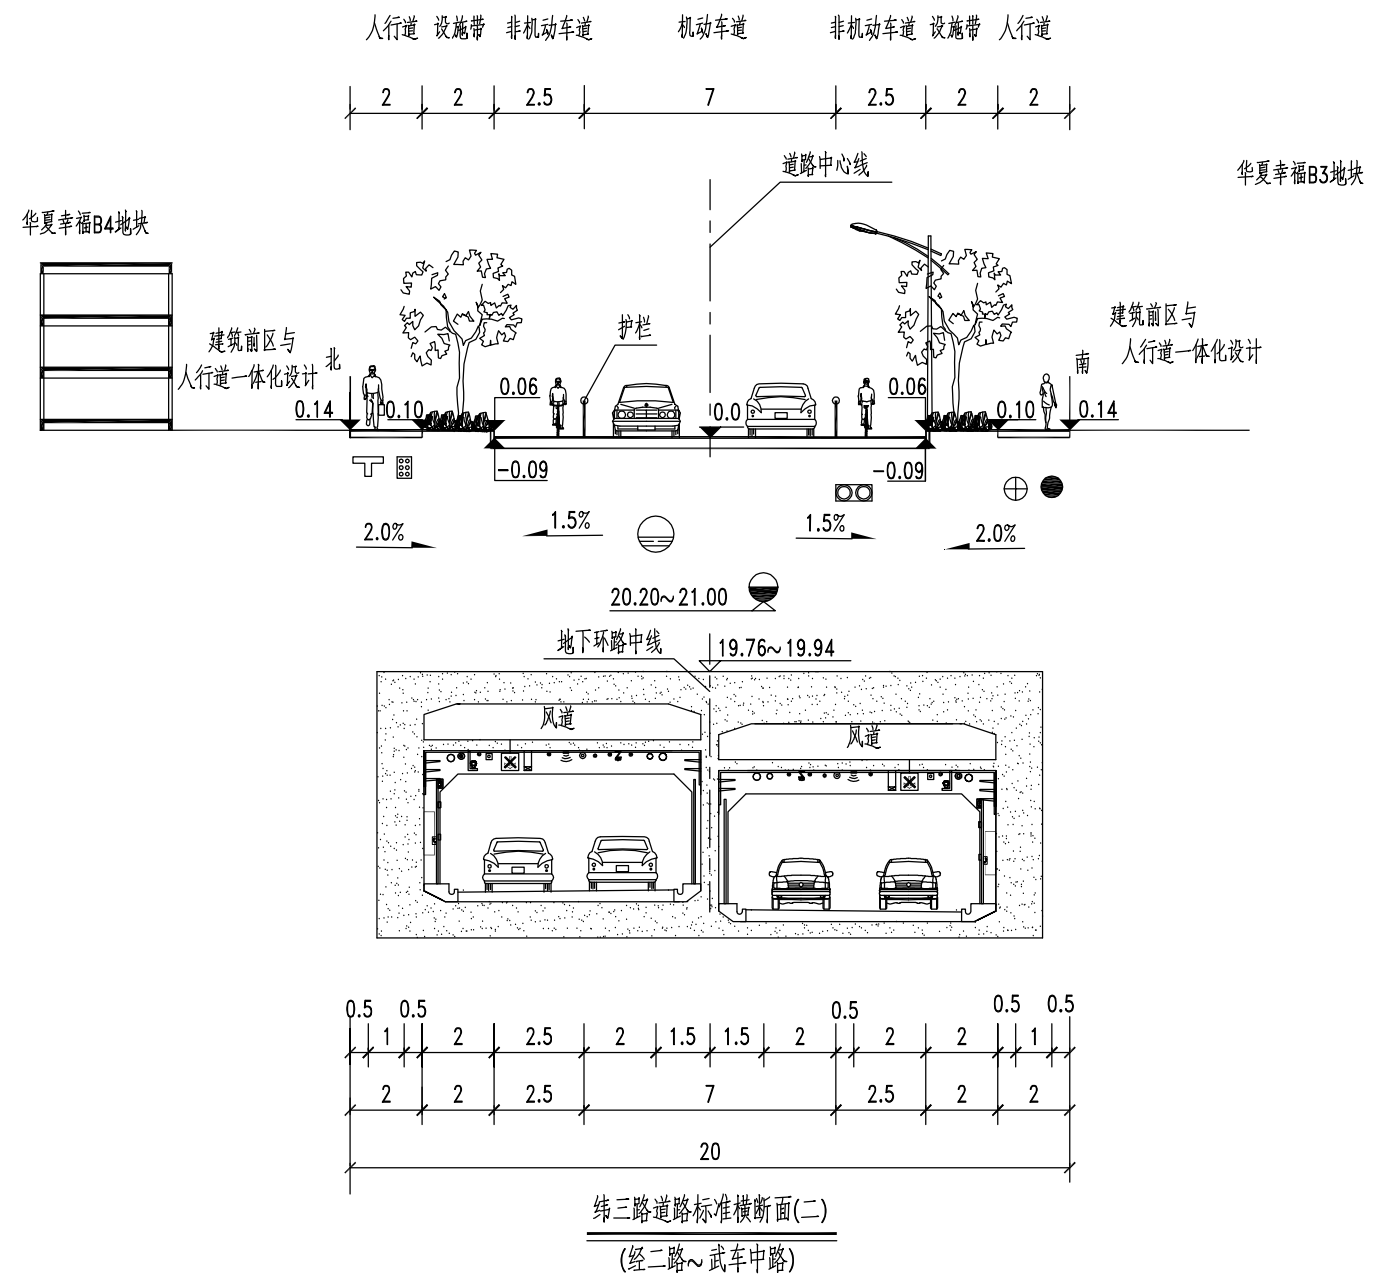 人行道 设施带 非机动车道 机动车道 非机动车道 设施带 人行道
2 2 2.5 7 2.5 2 2
道路中心线
华夏幸福B3地块
华夏幸福B4地块
护栏
建筑前区与
人行道一体化设计
北
建筑前区与
人行道一体化设计
南
0.14 0.10 0.06 0.0 0.06 0.10 0.14
-0.09 -0.09
2.0% 1.5% 1.5% 2.0%
20.20~21.00
地下环路中线
19.76~19.94
风道
风道
0.5 0.5 0.5 0.5 0.5
1 2 2.5 2 1.5 1.5 2 2 2 1
2 2 2.5 7 2.5 2 2
20
纬三路道路标准横断面(二)
(经二路~武车中路)